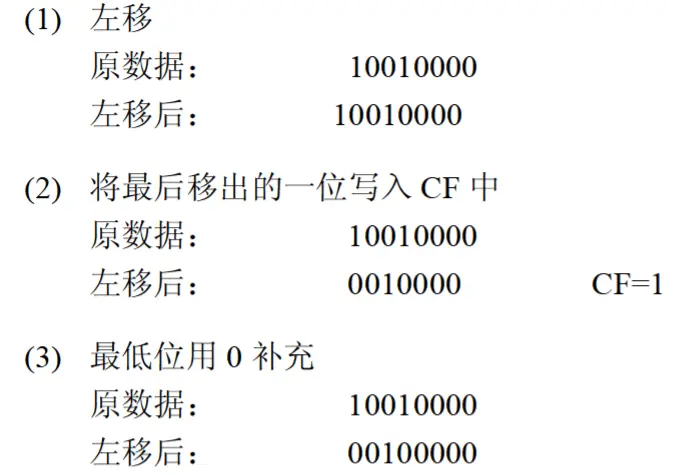 (1) 左移
原数据： 10010000
左移后： 10010000
(2) 将最后移出的一位写入 CF 中
原数据： 10010000
左移后： 0010000 CF=1
(3) 最低位用 0 补充
原数据： 10010000
左移后： 00100000